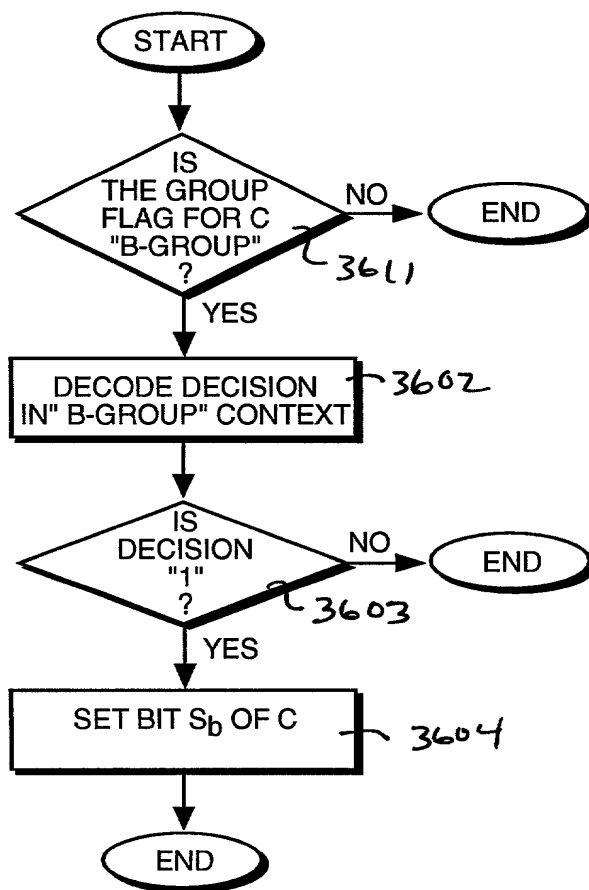 START
IS
THE GROUP
FLAG FOR C
"B-GROUP"
?
NO
END
3611
YES
DECODE DECISION
IN" B-GROUP" CONTEXT
3602
IS
DECISION
"1"
?
NO
END
3603
YES
SET BIT Sb OF C
3604
END